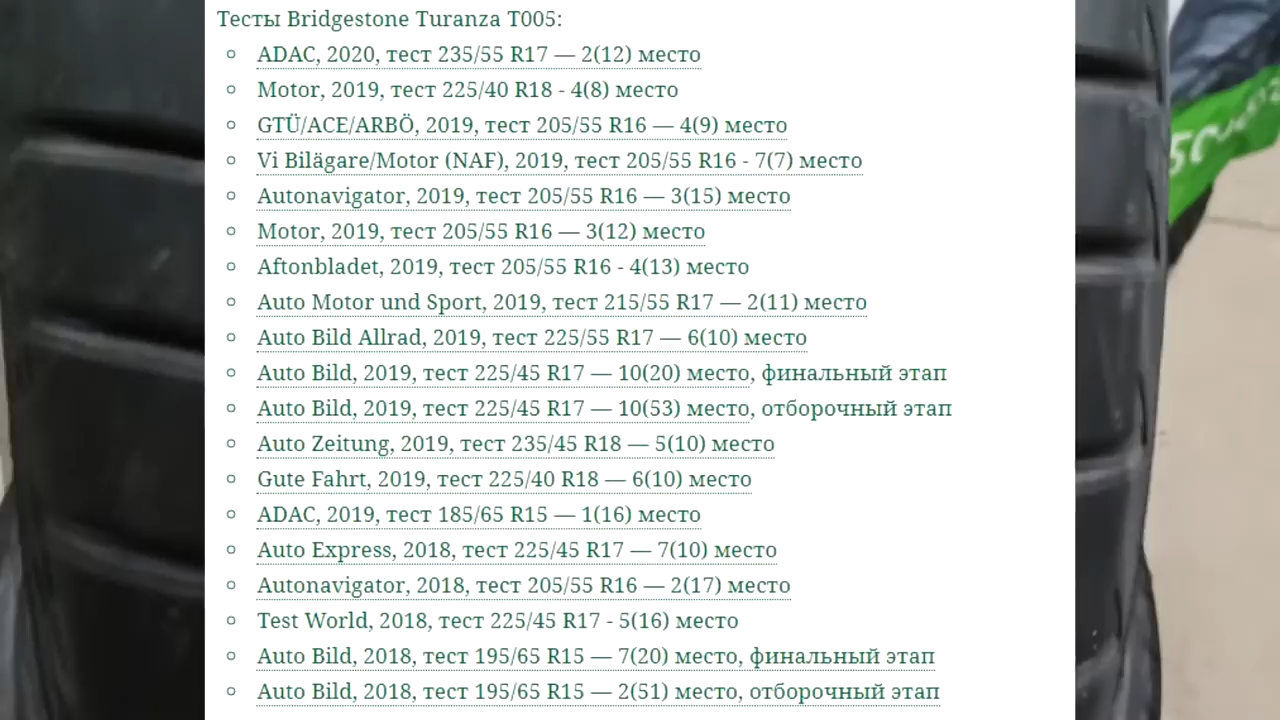 Тесты Bridgestone Turanza T005:
ADAC, 2020, тест 235/55 R17 — 2(12) место
Motor, 2019, тест 225/40 R18 - 4(8) место
GTÜ/ACE/ARBÖ, 2019, тест 205/55 R16 — 4(9) место
Vi Bilägare/Motor (NAF), 2019, тест 205/55 R16 - 7(7) место
Autonavigator, 2019, тест 205/55 R16 — 3(15) место
Motor, 2019, тест 205/55 R16 — 3(12) место
Aftonbladet, 2019, тест 205/55 R16 - 4(13) место
Auto Motor und Sport, 2019, тест 215/55 R17 — 2(11) место
Auto Bild Allrad, 2019, тест 225/55 R17 — 6(10) место
Auto Bild, 2019, тест 225/45 R17 — 10(20) место, финальный этап
Auto Bild, 2019, тест 225/45 R17 — 10(53) место, отборочный этап
Auto Zeitung, 2019, тест 235/45 R18 — 5(10) место
Gute Fahrt, 2019, тест 225/40 R18 — 6(10) место
ADAC, 2019, тест 185/65 R15 — 1(16) место
Auto Express, 2018, тест 225/45 R17 — 7(10) место
Autonavigator, 2018, тест 205/55 R16 — 2(17) место
Test World, 2018, тест 225/45 R17 - 5(16) место
Auto Bild, 2018, тест 195/65 R15 — 7(20) место, финальный этап
Auto Bild, 2018, тест 195/65 R15 — 2(51) место, отборочный этап